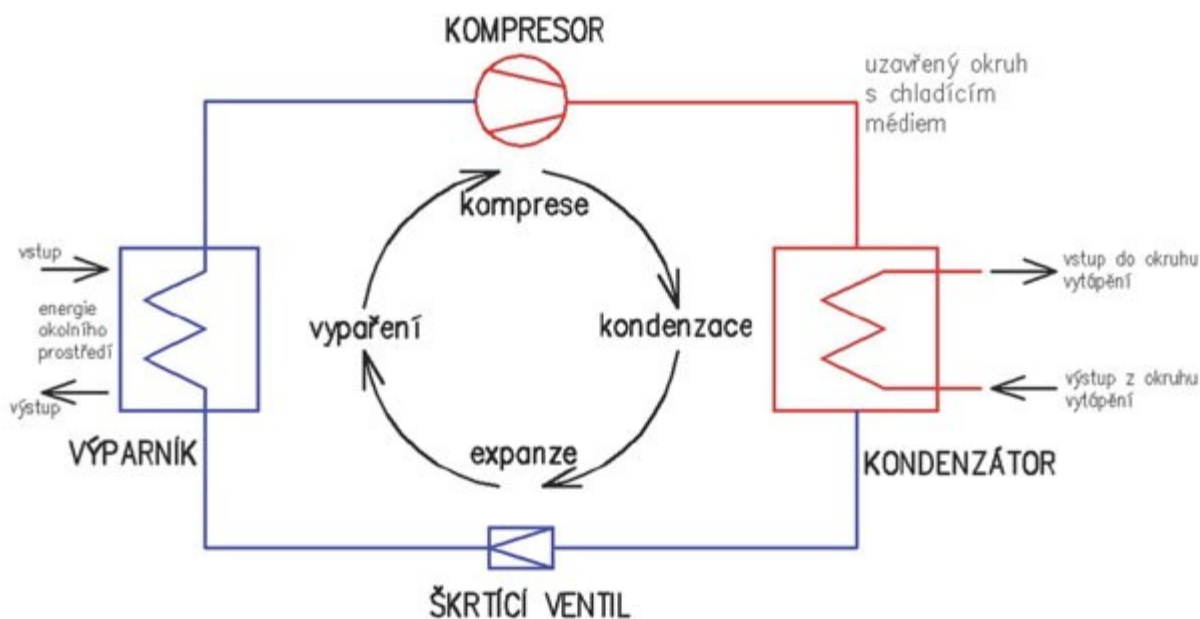 KOMPRESOR
uzavřený okruh
s chladícím
médiem
komprese
vstup
energie
okolního
prostředí
výstup
vypaření
kondenzace
vstup do okruhu
vytápění
výstup z okruhu
vytápění
VÝPARNÍK
expanze
KONDENZÁTOR
ŠKRTÍCÍ VENTIL